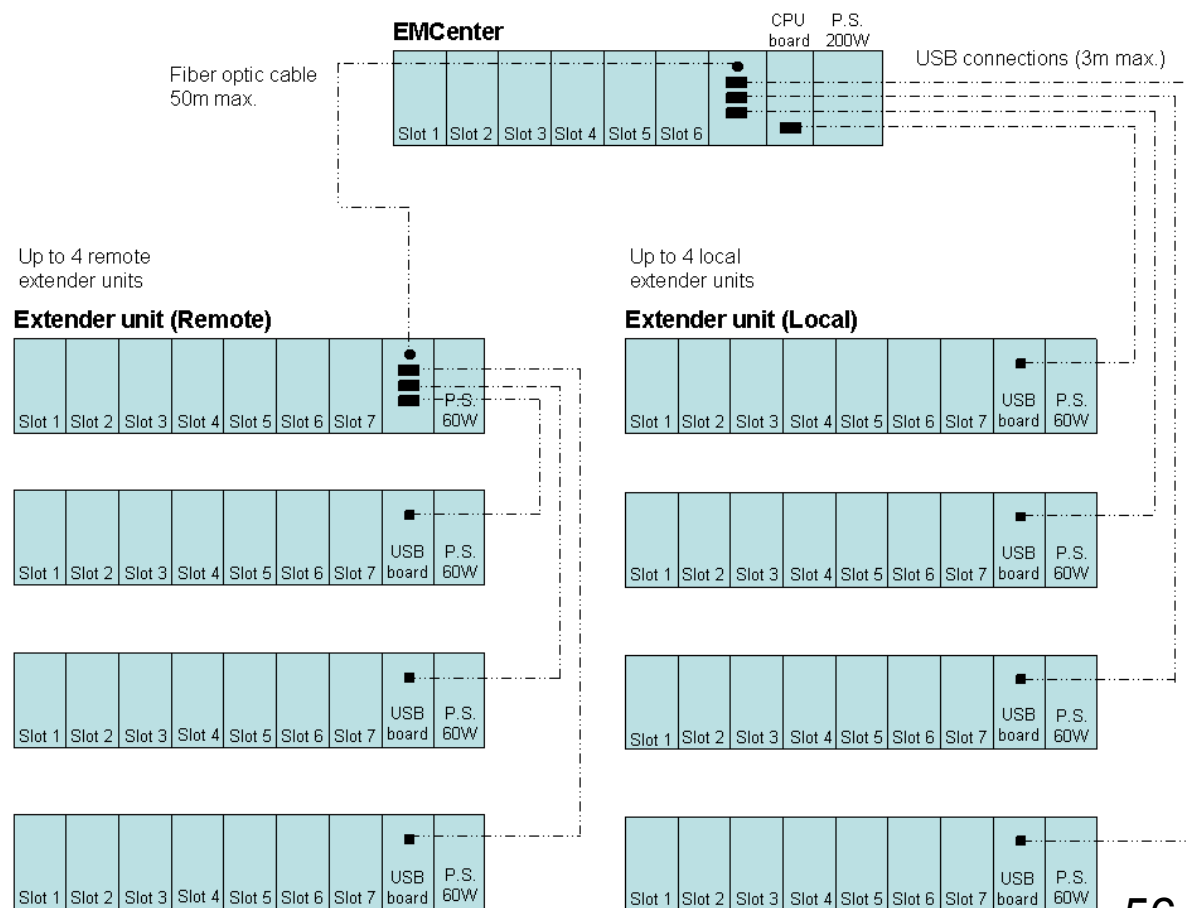 EMCenter
CPU
board
P.S.
200W
USB connections (3m max.)
Fiber optic cable
50m max.
Slot 1 Slot 2 Slot 3 Slot 4 Slot 5 Slot 6
Up to 4 remote
extender units
Extender unit (Remote)
P.S.
60W
Slot 1 Slot 2 Slot 3 Slot 4 Slot 5 Slot 6 Slot 7
USB
board
P.S.
60W
Slot 1 Slot 2 Slot 3 Slot 4 Slot 5 Slot 6 Slot 7
USB
board
P.S.
60W
Slot 1 Slot 2 Slot 3 Slot 4 Slot 5 Slot 6 Slot 7
USB
board
P.S.
60W
Slot 1 Slot 2 Slot 3 Slot 4 Slot 5 Slot 6 Slot 7
Up to 4 local
extender units
Extender unit (Local)
USB
board
P.S.
60W
Slot 1 Slot 2 Slot 3 Slot 4 Slot 5 Slot 6 Slot 7
USB
board
P.S.
60W
Slot 1 Slot 2 Slot 3 Slot 4 Slot 5 Slot 6 Slot 7
USB
board
P.S.
60W
Slot 1 Slot 2 Slot 3 Slot 4 Slot 5 Slot 6 Slot 7
USB
board
P.S.
60W
Slot 1 Slot 2 Slot 3 Slot 4 Slot 5 Slot 6 Slot 7